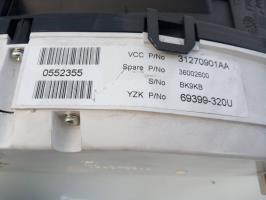 VCC P/No 31270901AA
Spare P/No 36002600
S/No BK9KB
YZK P/No 69399-320U
0552355